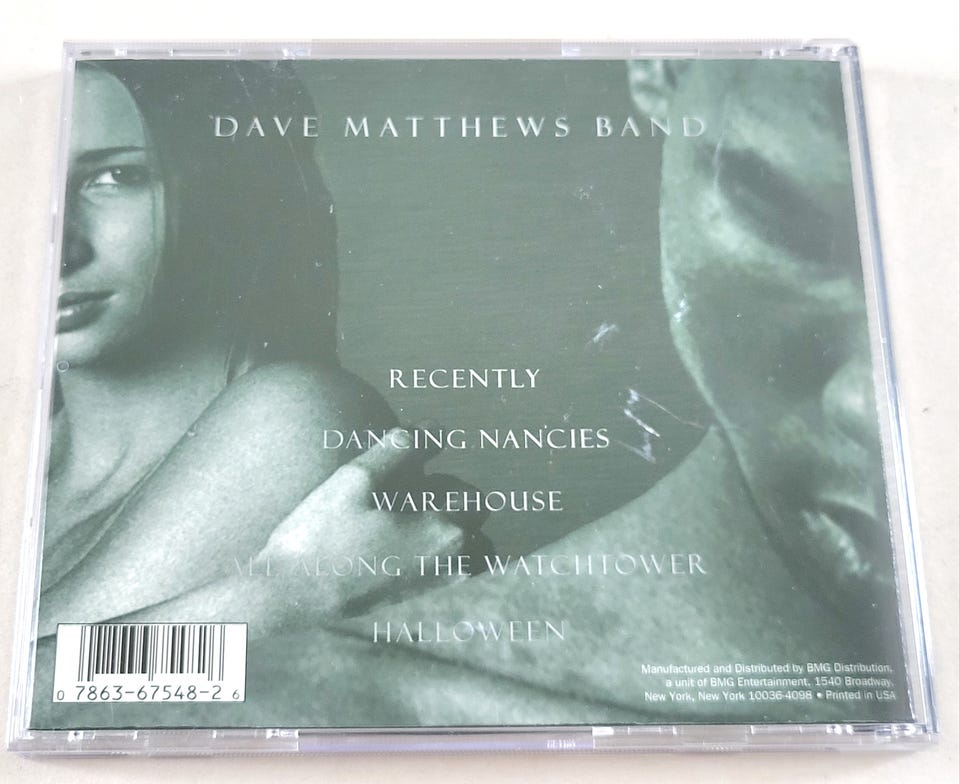 DAVE MATTHEWS BAND
RECENTLY
DANCING NANCIES
WAREHOUSE
ALL ALONG THE WATCHTOWER
HALLOWEEN
0 7863-67548-2 6
Manufactured and Distributed by BMG Distribution,
a unit of BMG Entertainment, 1540 Broadway,
New York, New York 10036-4098 • Printed in USA